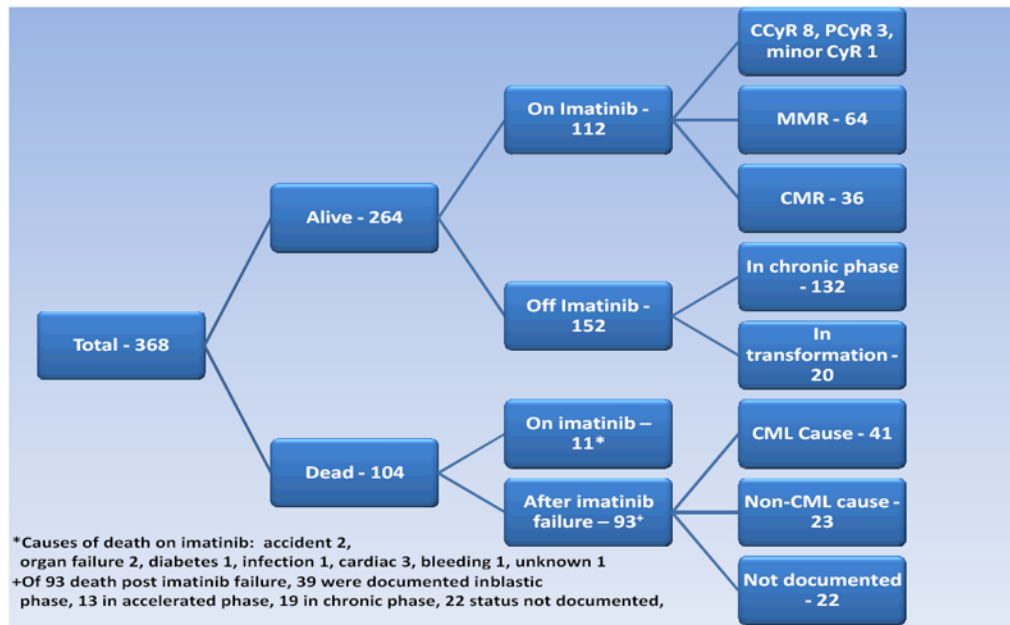 Total - 368
Alive - 264
Dead - 104
On Imatinib -
112
Off Imatinib -
152
On imatinib –
11*
After imatinib
failure – 93+
CCyR 8, PCyR 3,
minor CyR 1
MMR - 64
CMR - 36
In chronic phase
- 132
In
transformation -
20
CML Cause - 41
Non-CML cause -
23
Not documented
- 22
*Causes of death on imatinib: accident 2,
organ failure 2, diabetes 1, infection 1, cardiac 3, bleeding 1, unknown 1
+Of 93 death post imatinib failure, 39 were documented inblastic
phase, 13 in accelerated phase, 19 in chronic phase, 22 status not documented,